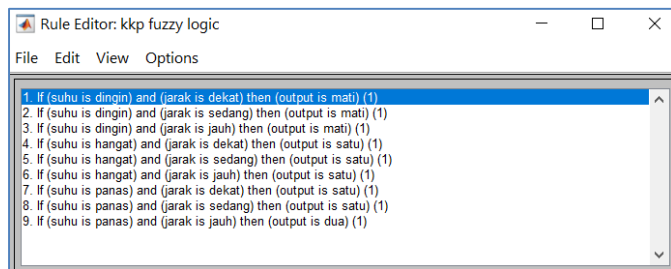 Rule Editor: kkp fuzzy logic
File Edit View Options
1. If (suhu is dingin) and (jarak is dekat) then (output is mati) (1)
2. If (suhu is dingin) and (jarak is sedang) then (output is mati) (1)
3. If (suhu is dingin) and (jarak is jauh) then (output is mati) (1)
4. If (suhu is hangat) and (jarak is dekat) then (output is satu) (1)
5. If (suhu is hangat) and (jarak is sedang) then (output is satu) (1)
6. If (suhu is hangat) and (jarak is jauh) then (output is satu) (1)
7. If (suhu is panas) and (jarak is dekat) then (output is satu) (1)
8. If (suhu is panas) and (jarak is sedang) then (output is satu) (1)
9. If (suhu is panas) and (jarak is jauh) then (output is dua) (1)